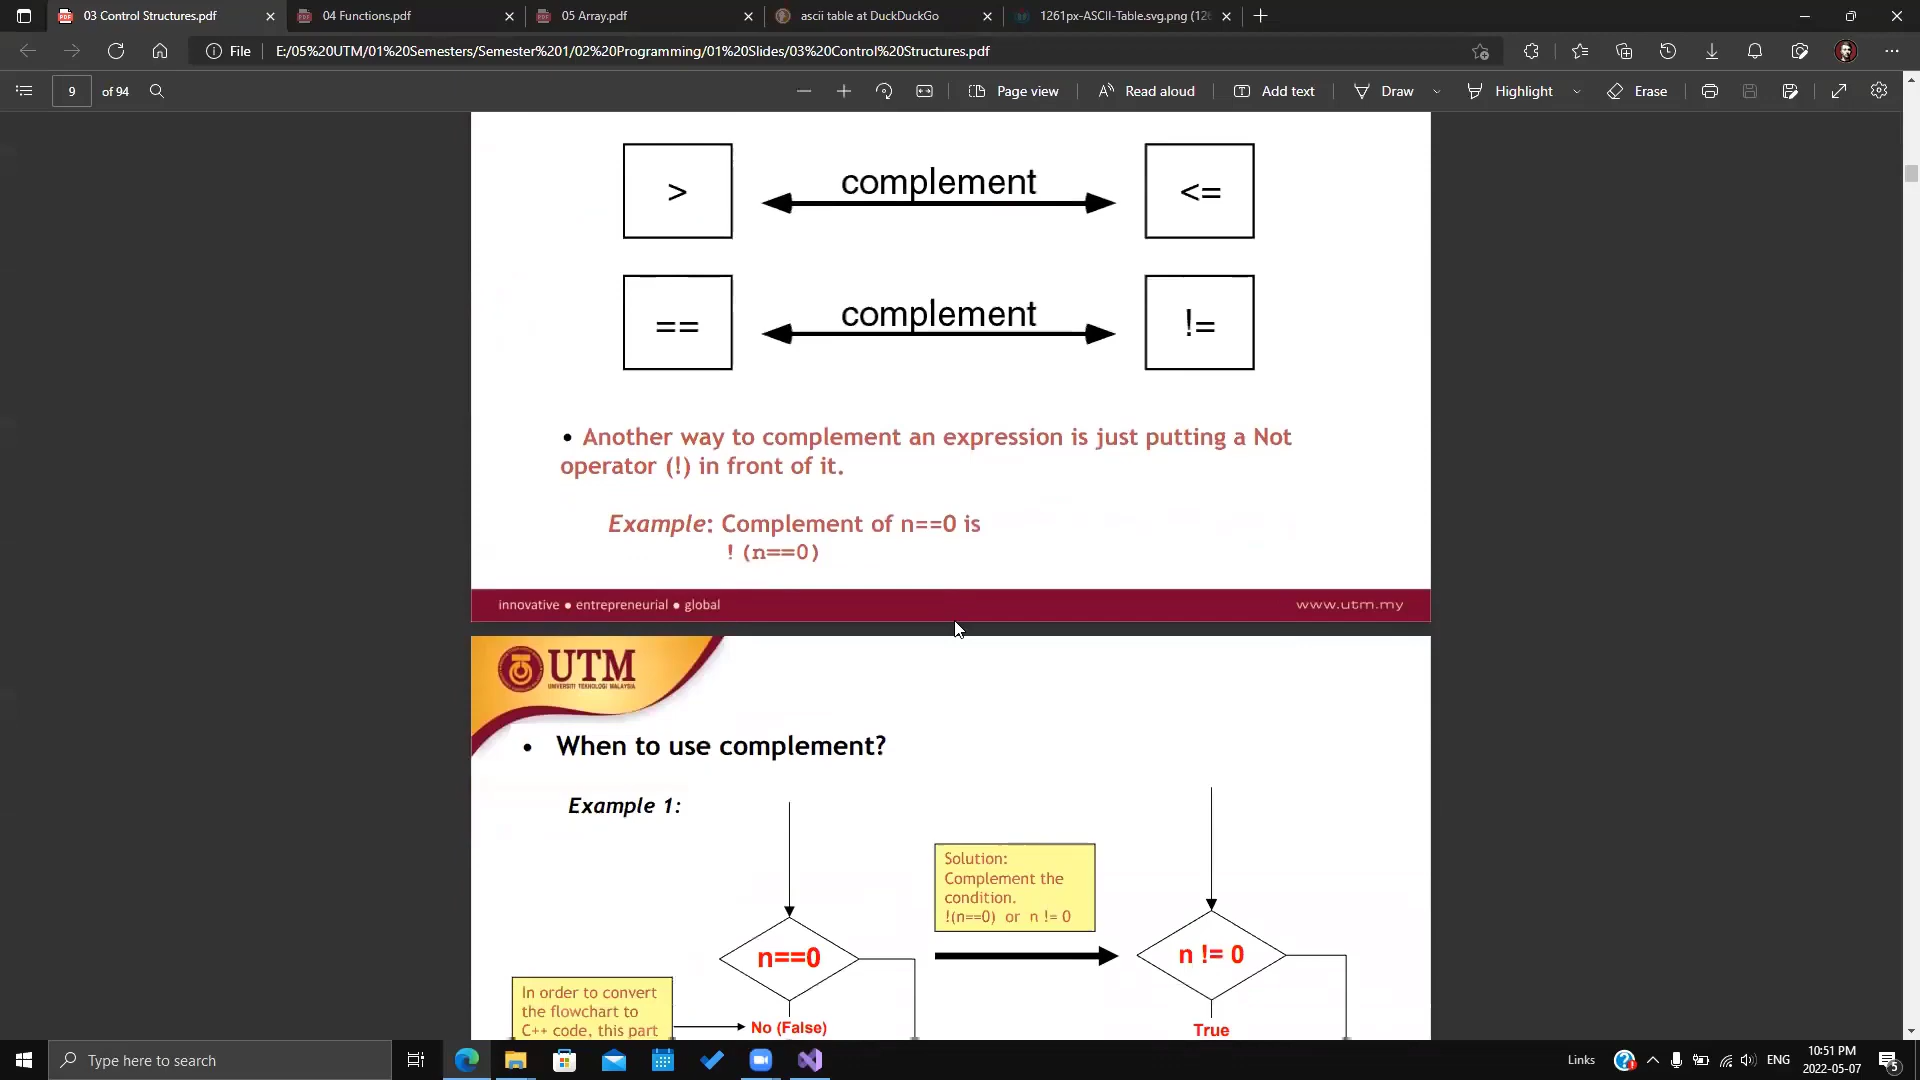 03 Control Structures.pdf
04 Functions.pdf
05 Array.pdf
ascii table at DuckDuckGo
1261px-ASCII-Table.svg.png (126
File
E:/05%20UTM/01%20Semesters/Semester%201/02%20Programming/01%20Slides/03%20Control%20Structures.pdf
9 of 94
Page view
Read aloud
Add text
Draw
Highlight
Erase
> complement <=
== complement !=
• Another way to complement an expression is just putting a Not
operator (!) in front of it.
Example: Complement of n==0 is
! (n==0)
innovative ● entrepreneurial ● global
www.utm.my
UTM
UNIVERSITI TEKNOLOGI MALAYSIA
• When to use complement?
Example 1:
Solution:
Complement the
condition.
!(n==0) or n != 0
n==0
n != 0
In order to convert
the flowchart to
C++ code, this part
No (False)
True
Type here to search
Links
ENG
10:51 PM
2022-05-07
5